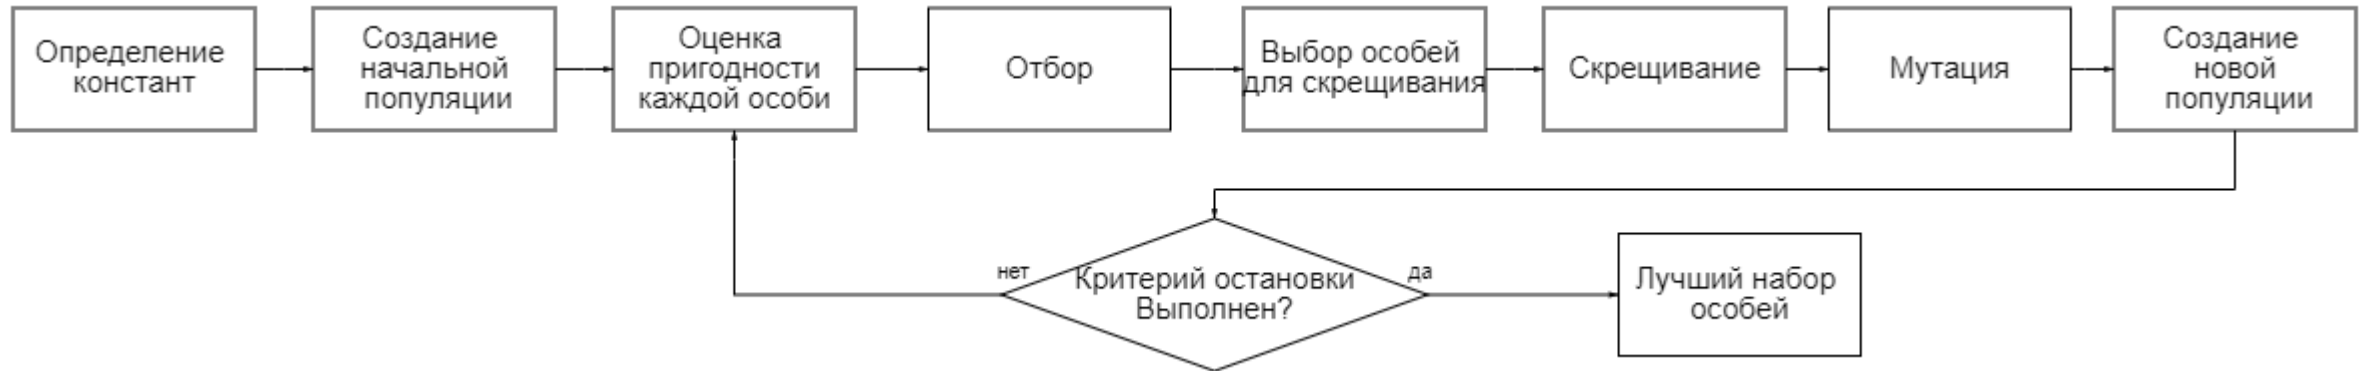 Определение
констант
Создание
начальной
популяции
Оценка
пригодности
каждой особи
Отбор
Выбор особей
для скрещивания
Скрещивание
Мутация
Создание
новой
популяции
нет
Критерий остановки
Выполнен?
да
Лучший набор
особей